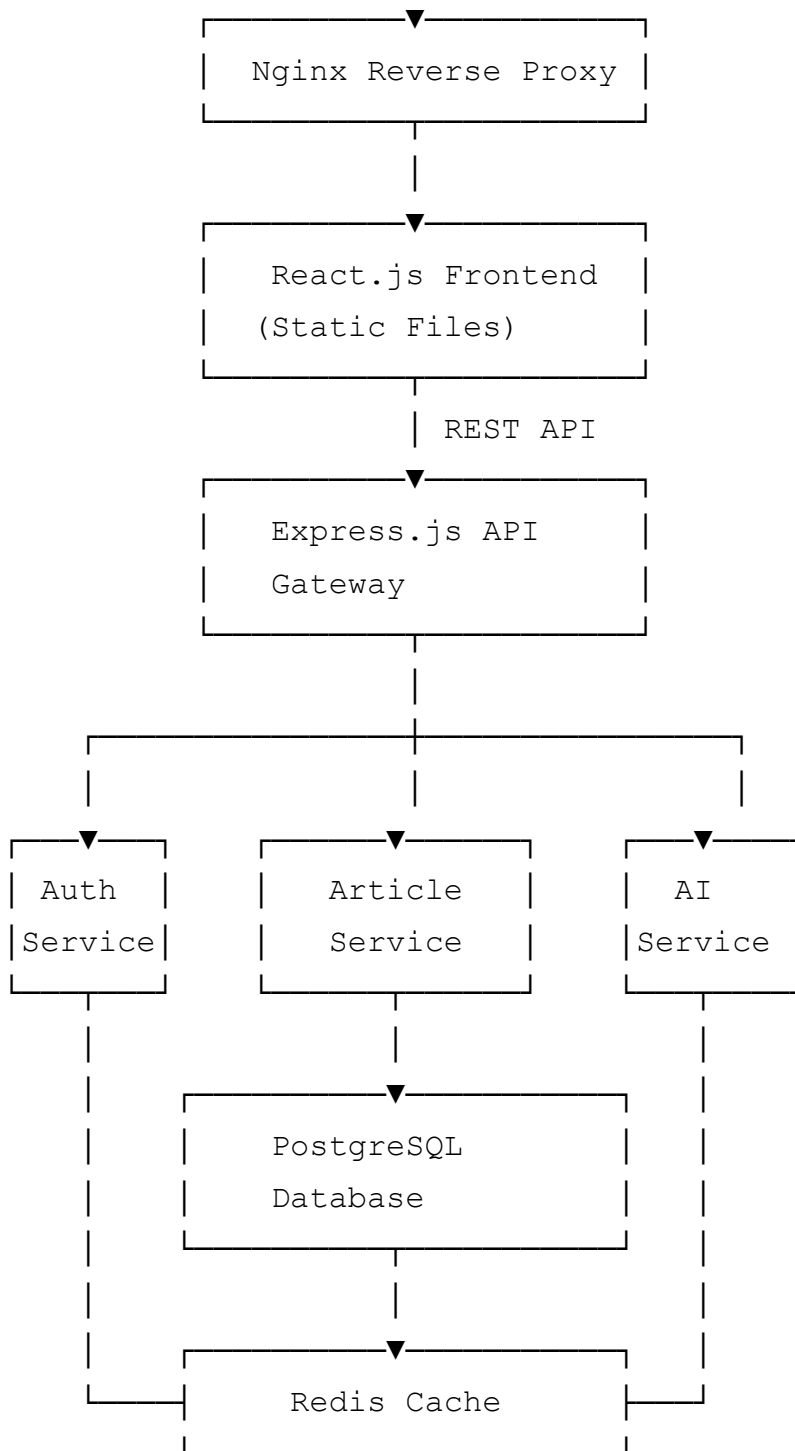 Nginx Reverse Proxy
React.js Frontend
(Static Files)
REST API
Express.js API
Gateway
Auth
Service
Article
Service
AI
Service
PostgreSQL
Database
Redis Cache